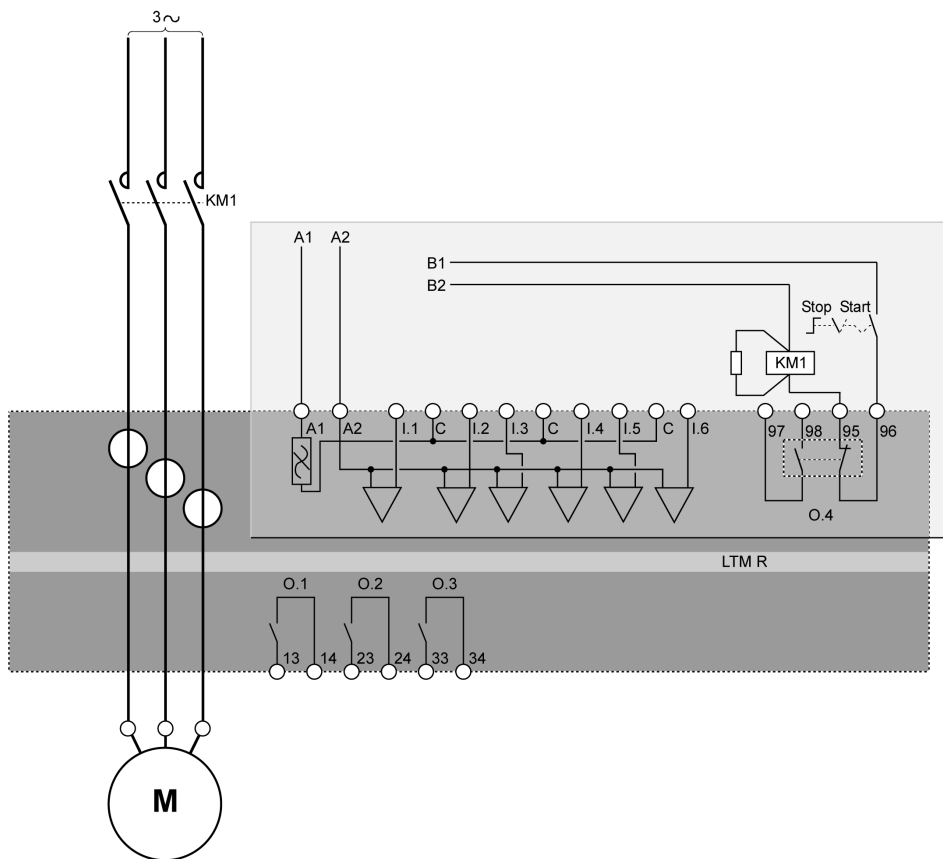 3~
KM1
A1 A2
B1
B2
Stop Start
KM1
A1 A2 I.1 C I.2 I.3 C I.4 I.5 C I.6 97 98 95 96
O.4
LTM R
O.1 O.2 O.3
13 14 23 24 33 34
M